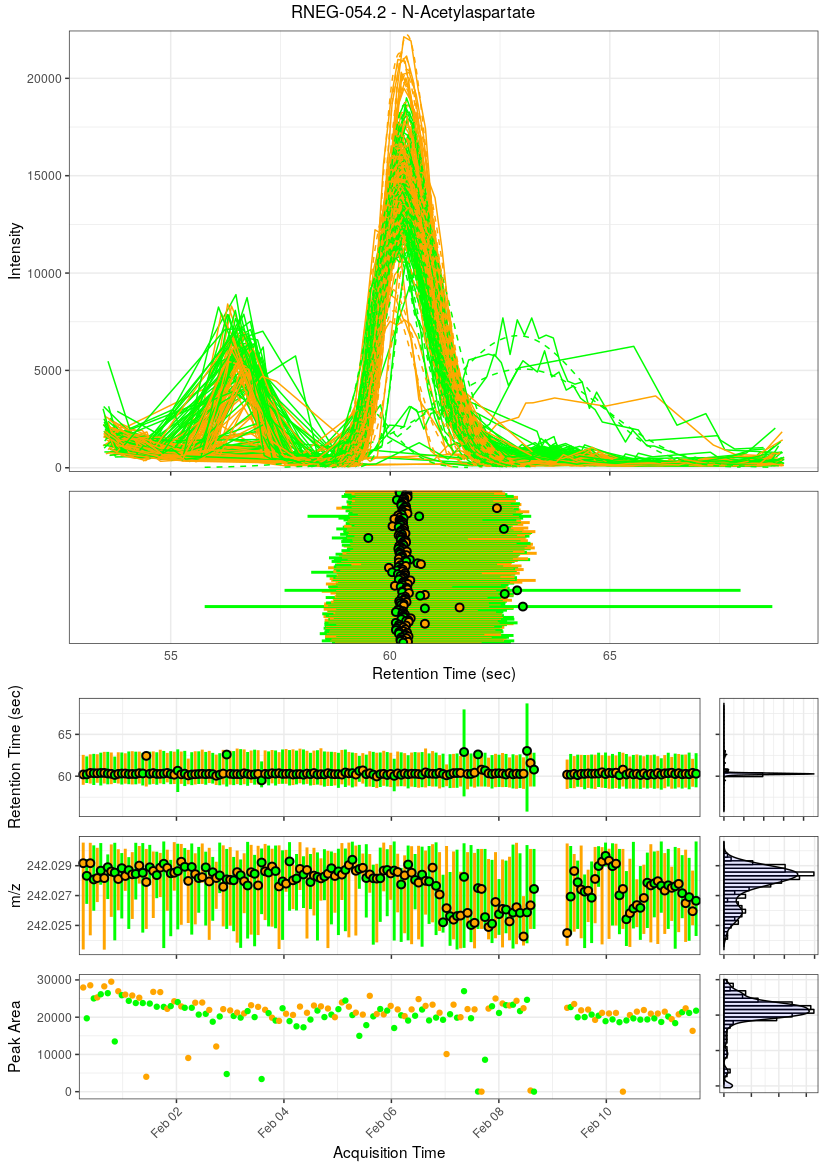 RNEG-054.2 - N-Acetylaspartate
Intensity
20000
15000
10000
5000
0
55
60
65
Retention Time (sec)
Retention Time (sec)
65
60
m/z
242.029
242.027
242.025
Peak Area
30000
20000
10000
0
Feb 02
Feb 04
Feb 06
Feb 08
Feb 10
Acquisition Time